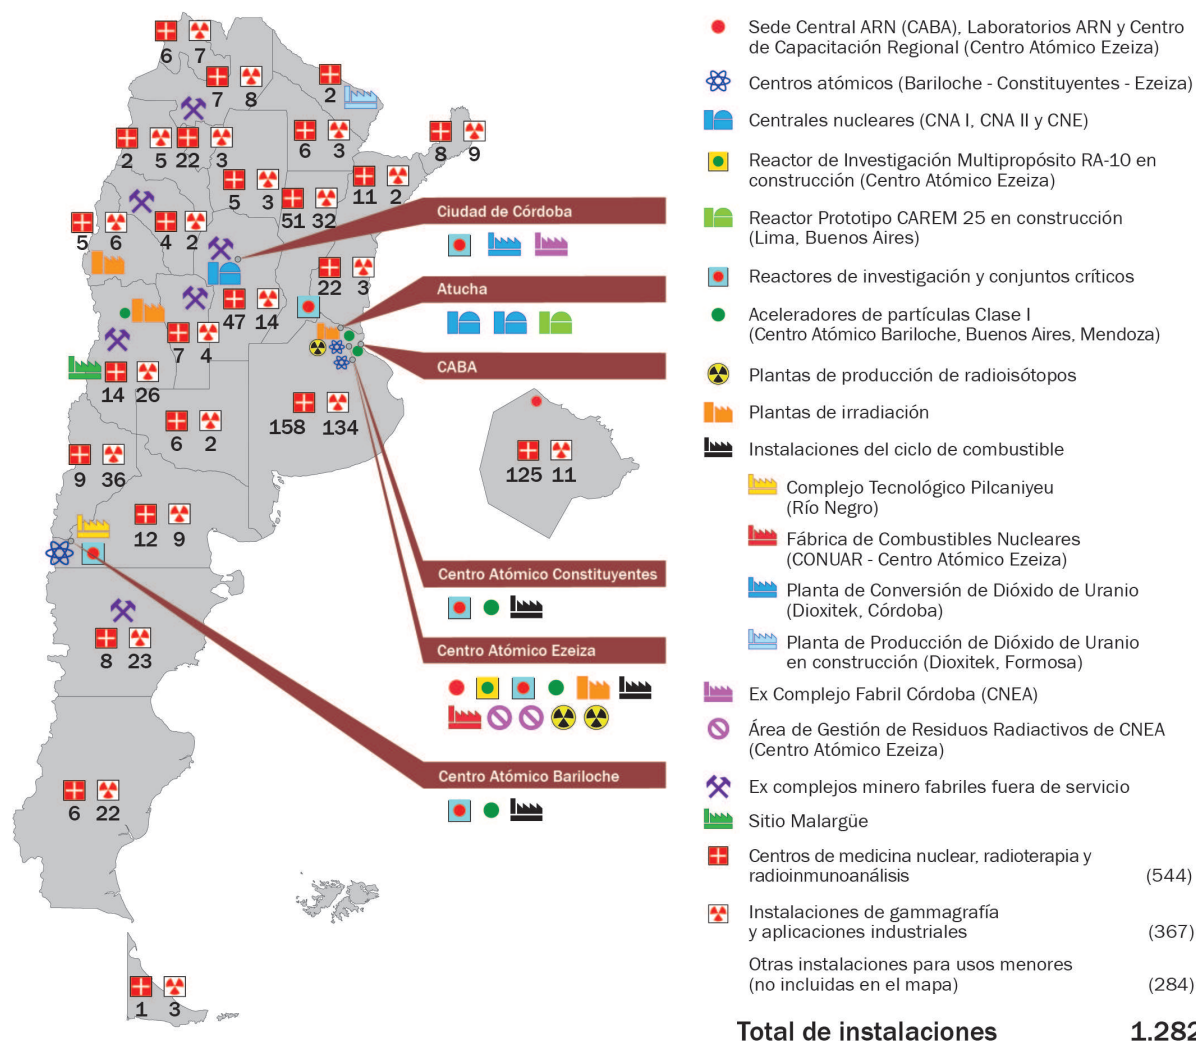 6 7
7 8
2
2 5 22 3
6 3
8 9
5 3
11 2
51 32
5 6 4 2
22 3
47 14
7 4
14 26
158 134
6 2
9 36
12 9
8 23
6 22
1 3
Ciudad de Córdoba
Atucha
CABA
125 11
Centro Atómico Constituyentes
Centro Atómico Ezeiza
Centro Atómico Bariloche
Sede Central ARN (CABA), Laboratorios ARN y Centro
de Capacitación Regional (Centro Atómico Ezeiza)
Centros atómicos (Bariloche - Constituyentes - Ezeiza)
Centrales nucleares (CNA I, CNA II y CNE)
Reactor de Investigación Multipropósito RA-10 en
construcción (Centro Atómico Ezeiza)
Reactor Prototipo CAREM 25 en construcción
(Lima, Buenos Aires)
Reactores de investigación y conjuntos críticos
Aceleradores de partículas Clase I
(Centro Atómico Bariloche, Buenos Aires, Mendoza)
Plantas de producción de radioisótopos
Plantas de irradiación
Instalaciones del ciclo de combustible
Complejo Tecnológico Pilcaniyeu
(Río Negro)
Fábrica de Combustibles Nucleares
(CONUAR - Centro Atómico Ezeiza)
Planta de Conversión de Dióxido de Uranio
(Dioxitek, Córdoba)
Planta de Producción de Dióxido de Uranio
en construcción (Dioxitek, Formosa)
Ex Complejo Fabril Córdoba (CNEA)
Área de Gestión de Residuos Radiactivos de CNEA
(Centro Atómico Ezeiza)
Ex complejos minero fabriles fuera de servicio
Sitio Malargüe
Centros de medicina nuclear, radioterapia y
radioinmunoanálisis (544)
Instalaciones de gammagrafía
y aplicaciones industriales (367)
Otras instalaciones para usos menores
(no incluidas en el mapa) (284)
Total de instalaciones 1.282